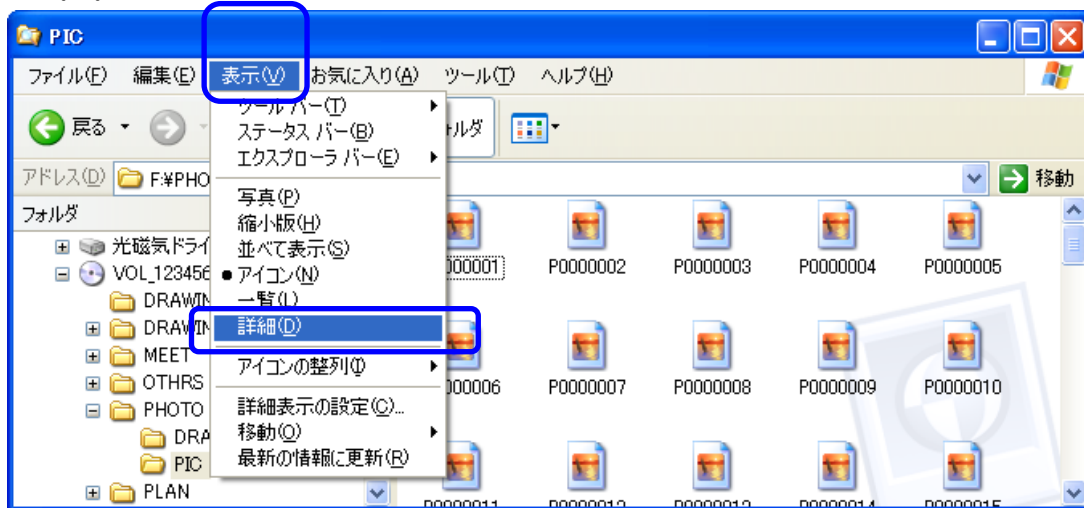 PIC
ファイル(F) 編集(E) 表示(V) お気に入り(A) ツール(T) ヘルプ(H)
戻る
ツール バー(T)
ステータス バー(B)
エクスプローラ バー(E)
写真(P)
縮小版(H)
並べて表示(S)
アイコン(N)
一覧(L)
詳細(D)
アイコンの整列(I)
詳細表示の設定(C)...
移動(O)
最新の情報に更新(R)
アドレス(D) F:¥PHO 移動
フォルダ
光磁気ドライ
VOL_123456
DRAWIN
DRAWIN
MEET
OTHRS
PHOTO
DRA
PIC
PLAN
P0000002 P0000003 P0000004 P0000005
P0000007 P0000008 P0000009 P0000010